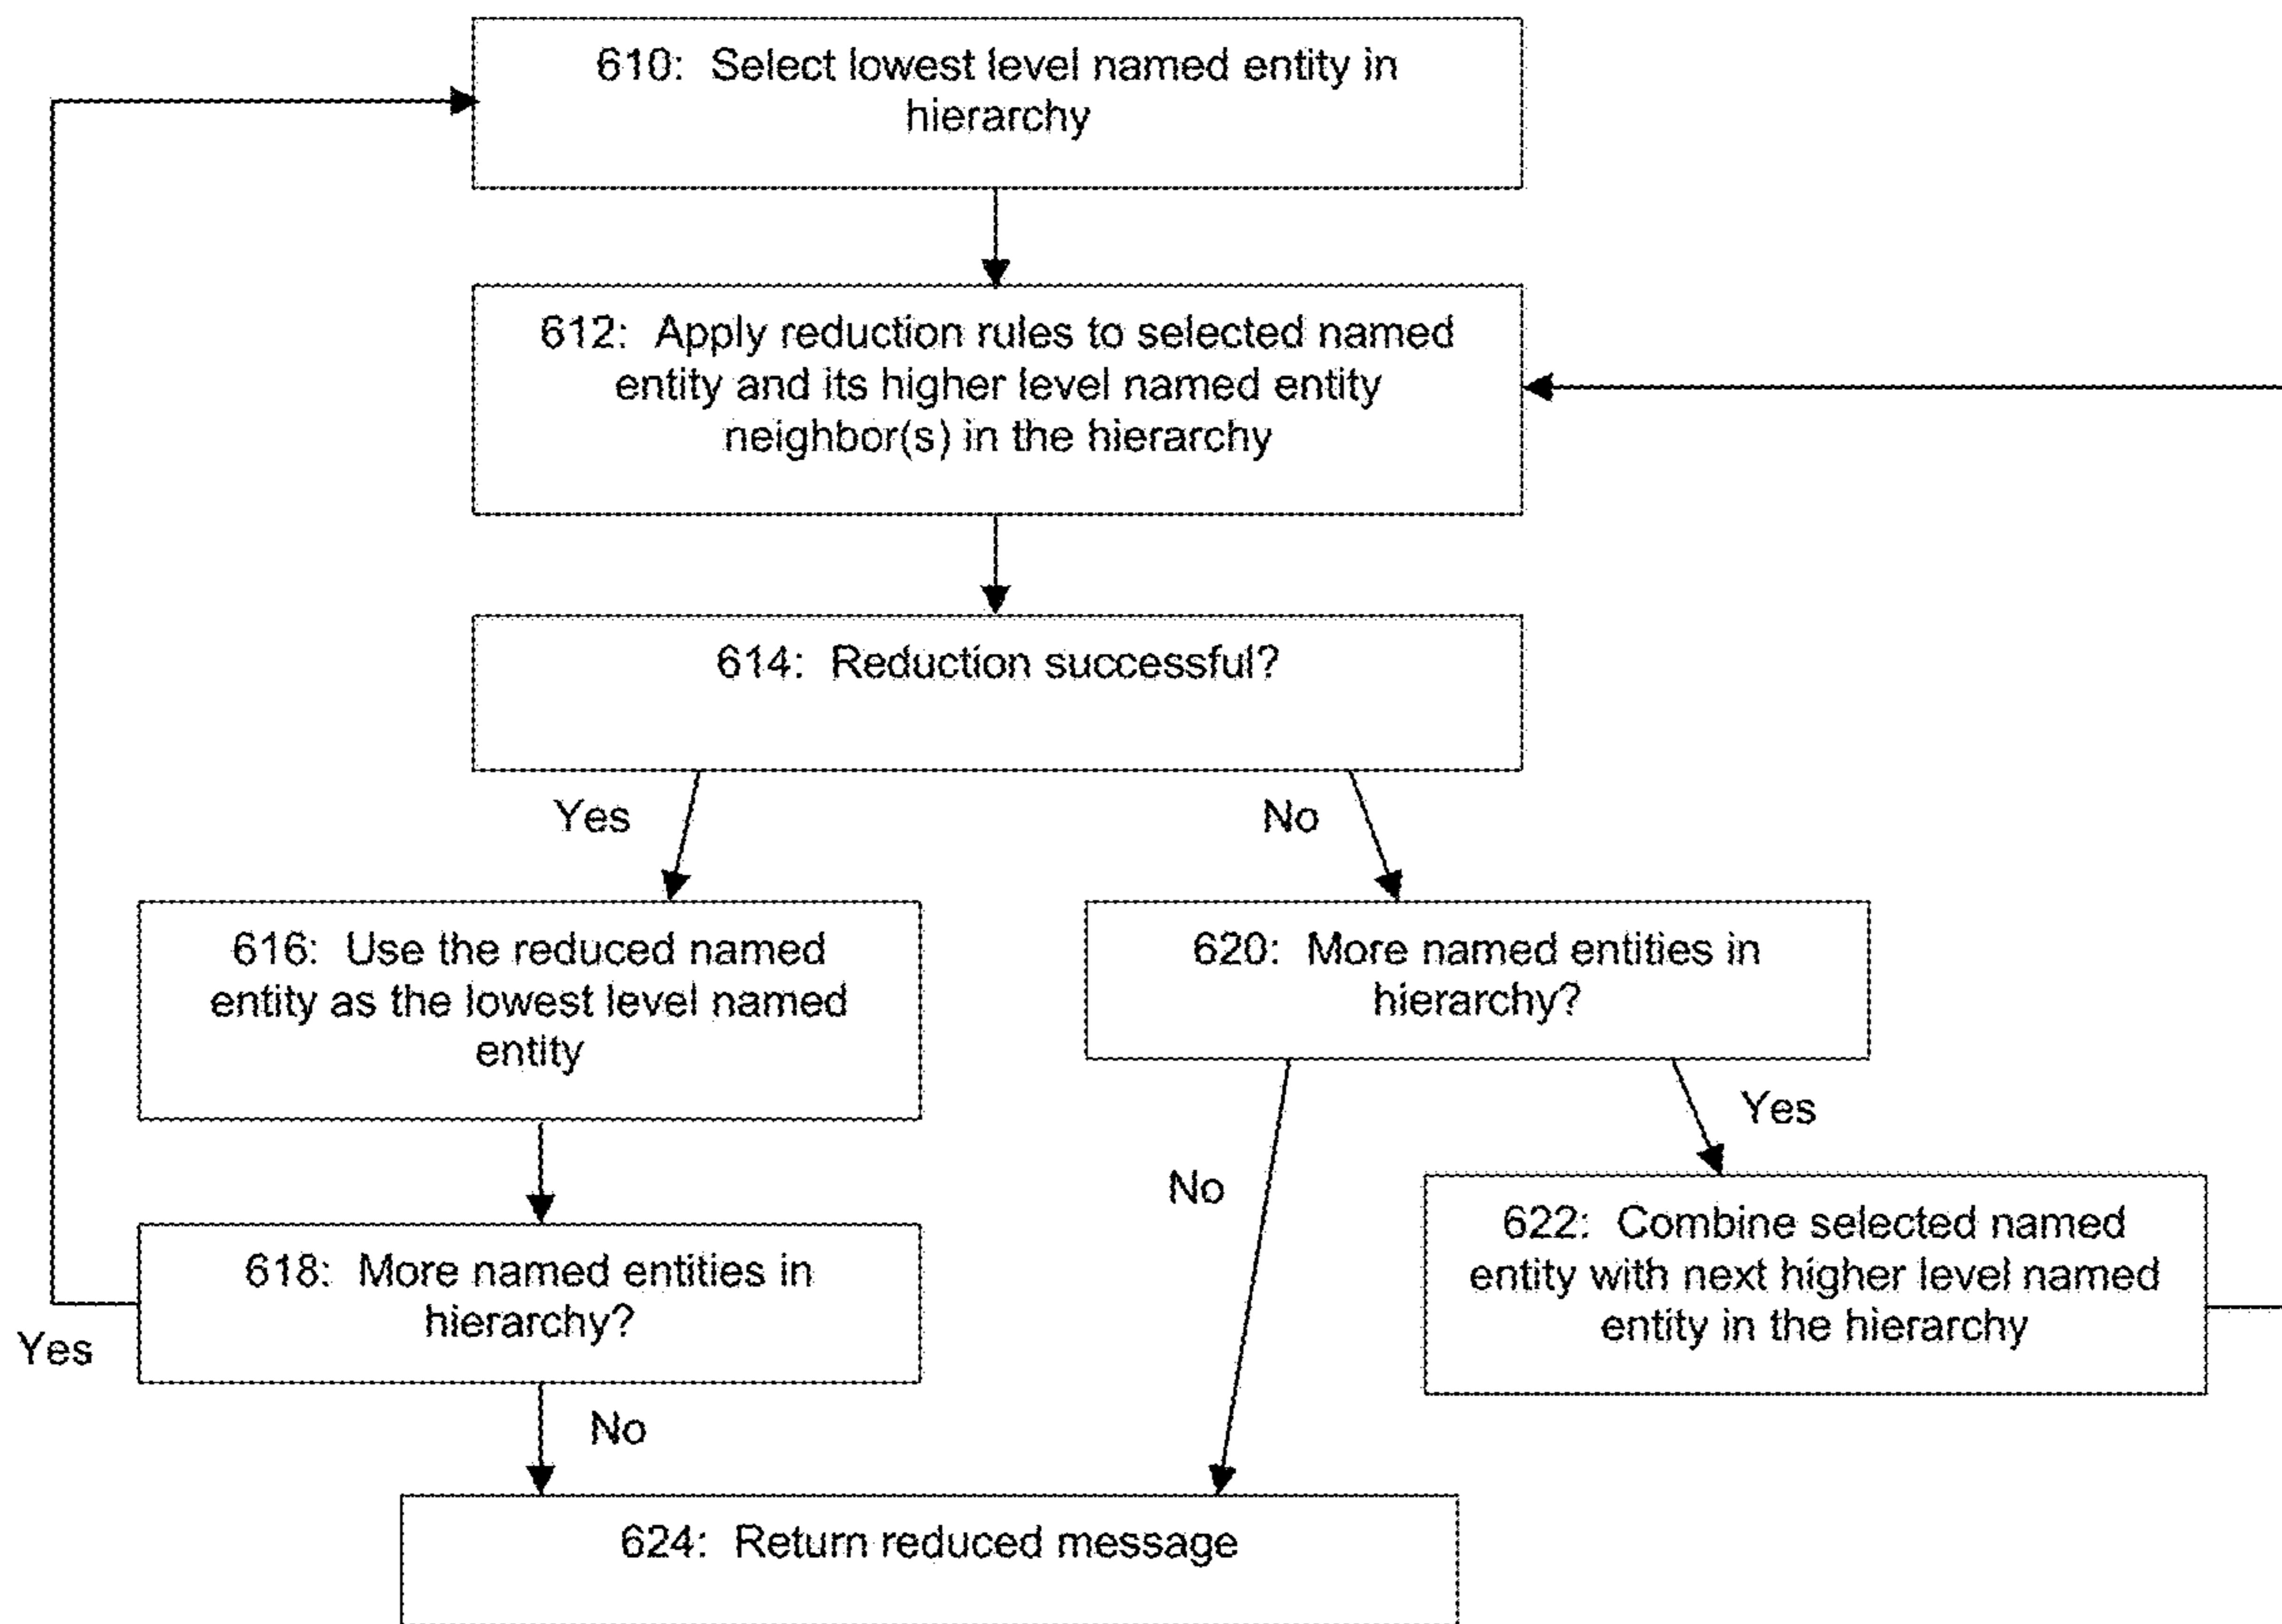 610: Select lowest level named entity in
hierarchy
612: Apply reduction rules to selected named
entity and its higher level named entity
neighbor(s) in the hierarchy
614: Reduction successful?
Yes
No
616: Use the reduced named
entity as the lowest level named
entity
620: More named entities in
hierarchy?
Yes
No
622: Combine selected named
entity with next higher level named
entity in the hierarchy
618: More named entities in
hierarchy?
Yes
No
624: Return reduced message